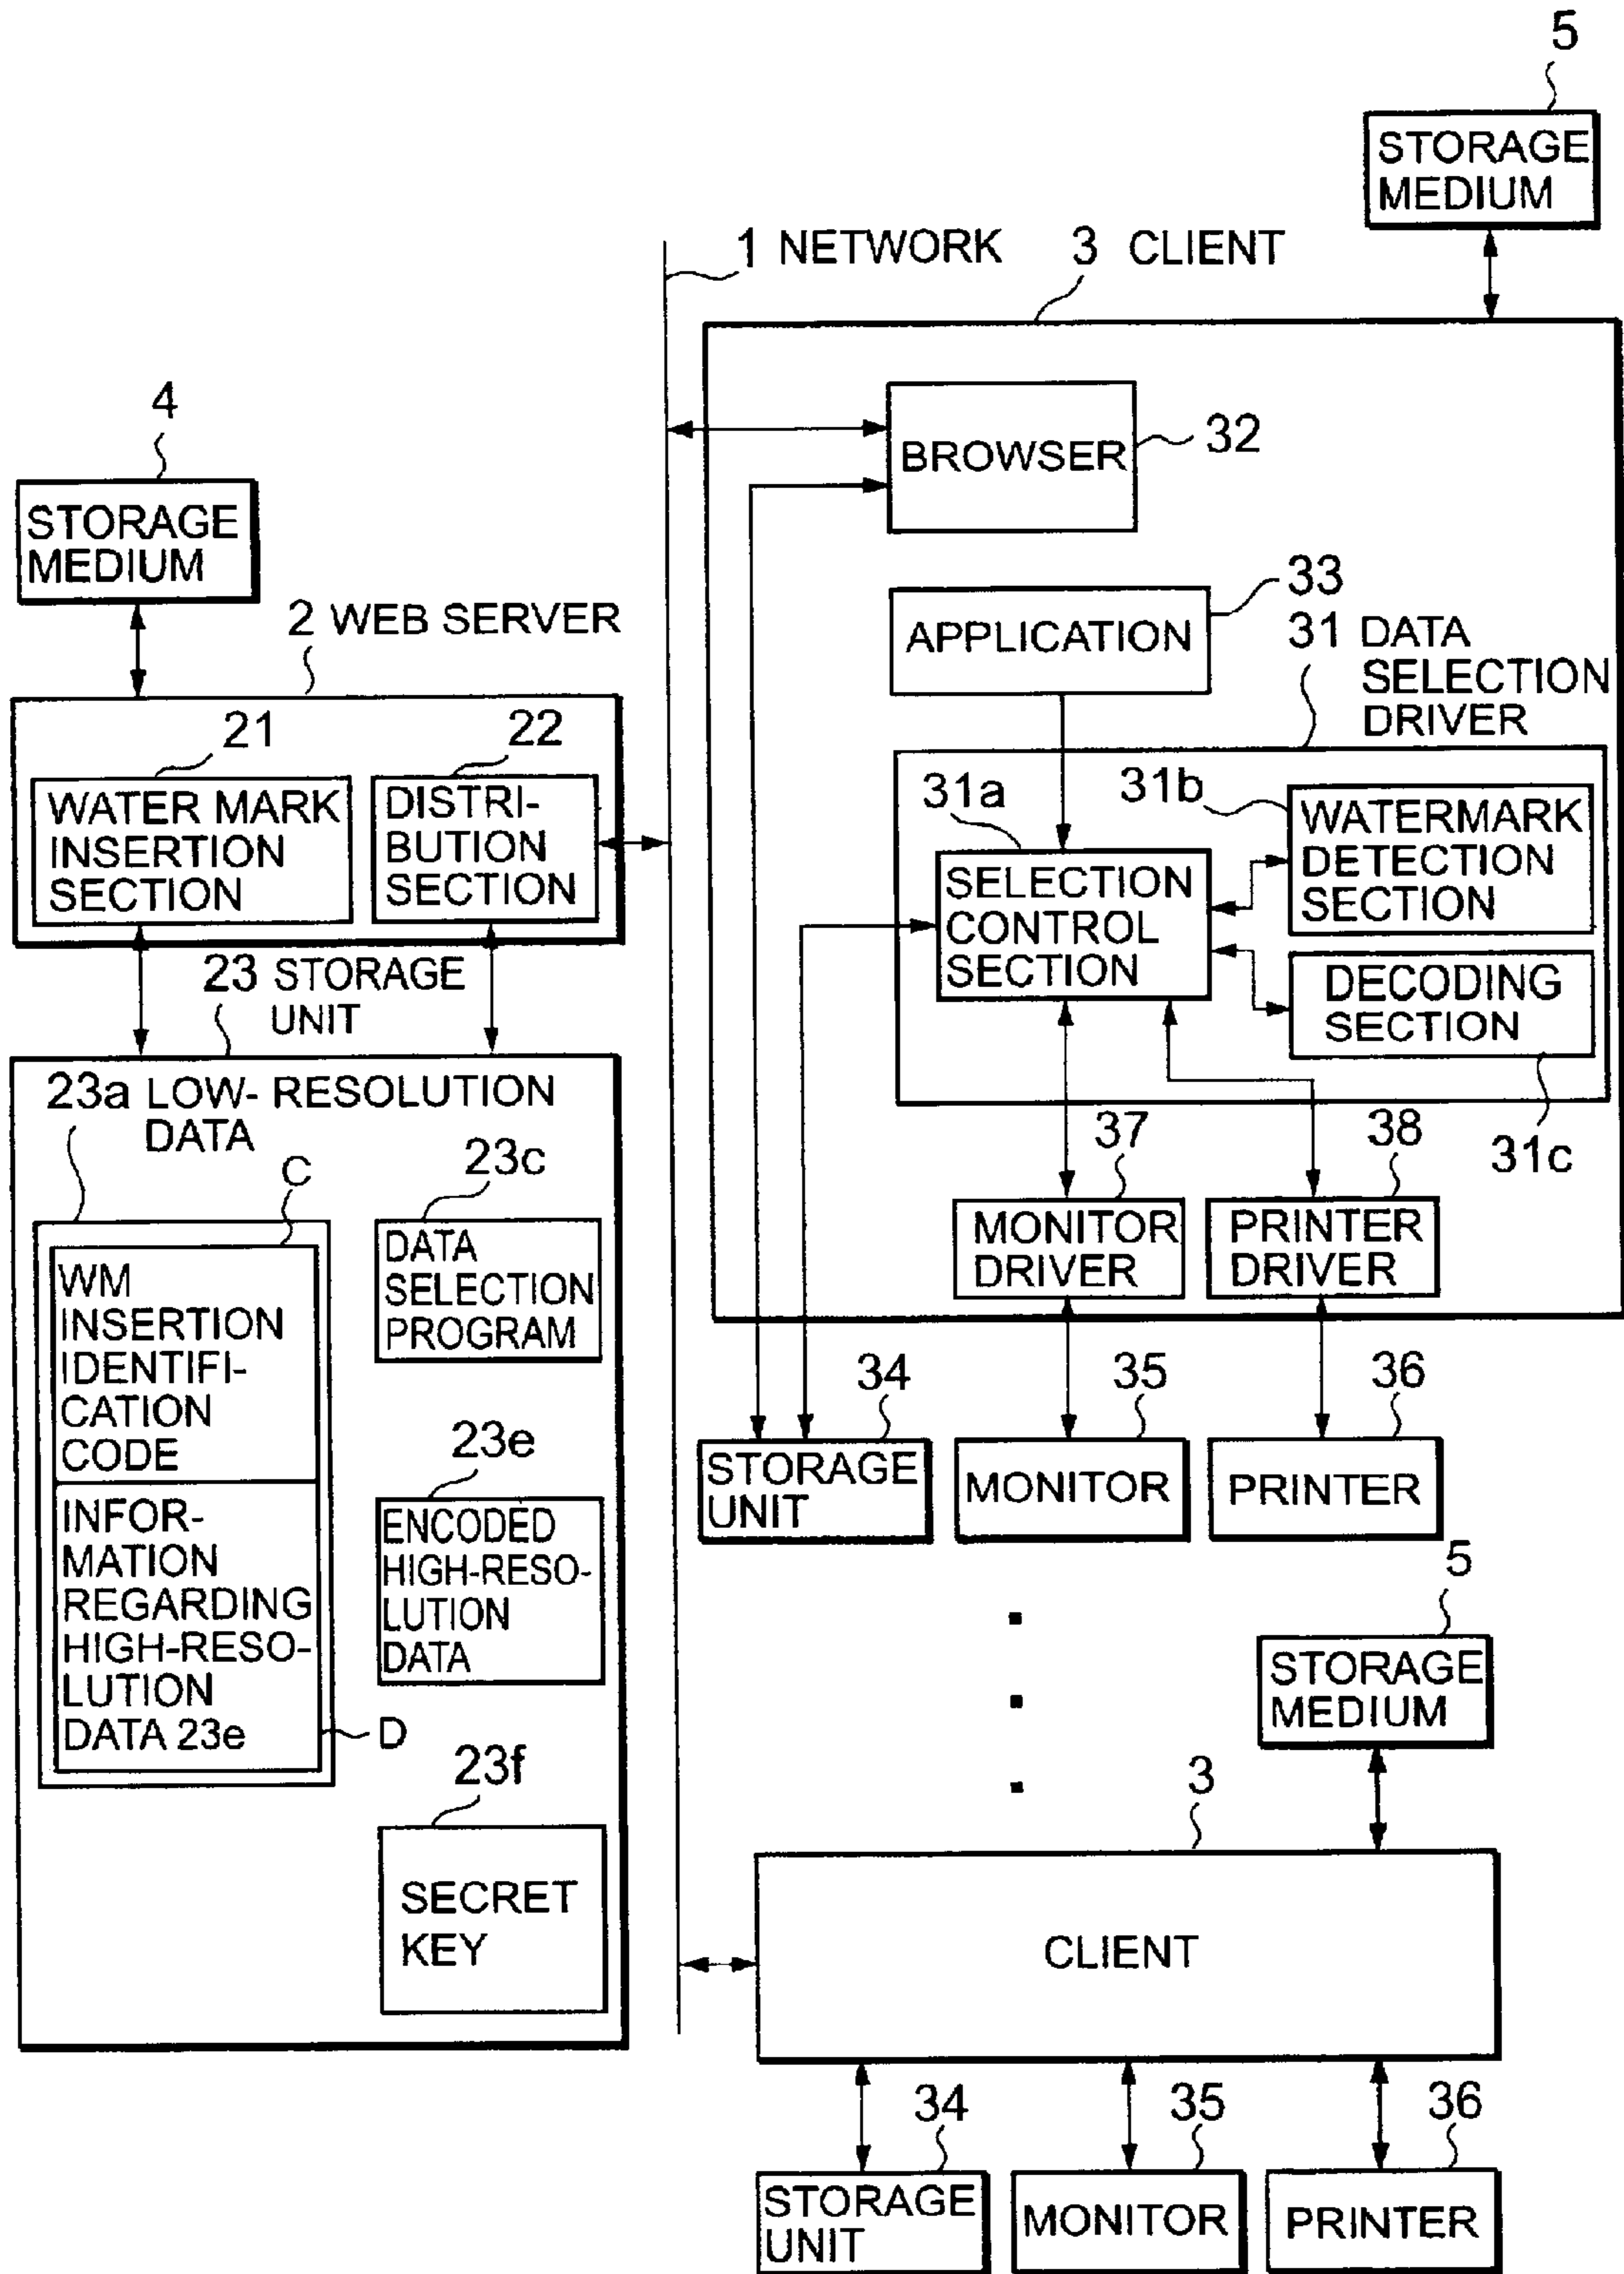 5
STORAGE
MEDIUM
1 NETWORK
3 CLIENT
4
STORAGE
MEDIUM
BROWSER
32
33
APPLICATION
2 WEB SERVER
31 DATA
SELECTION
DRIVER
21
22
WATER MARK
INSERTION
SECTION
DISTRI-
BUTION
SECTION
31a
31b
SELECTION
CONTROL
SECTION
WATERMARK
DETECTION
SECTION
DECODING
SECTION
31c
23 STORAGE
UNIT
23a LOW- RESOLUTION
DATA
C
WM
INSERTION
IDENTIFI-
CATION
CODE
INFOR-
MATION
REGARDING
HIGH-RESO-
LUTION
DATA 23e
D
23c
DATA
SELECTION
PROGRAM
23e
ENCODED
HIGH-RESO-
LUTION
DATA
23f
SECRET
KEY
37
38
MONITOR
DRIVER
PRINTER
DRIVER
34
35
36
STORAGE
UNIT
MONITOR
PRINTER
5
STORAGE
MEDIUM
3
CLIENT
34
35
36
STORAGE
UNIT
MONITOR
PRINTER